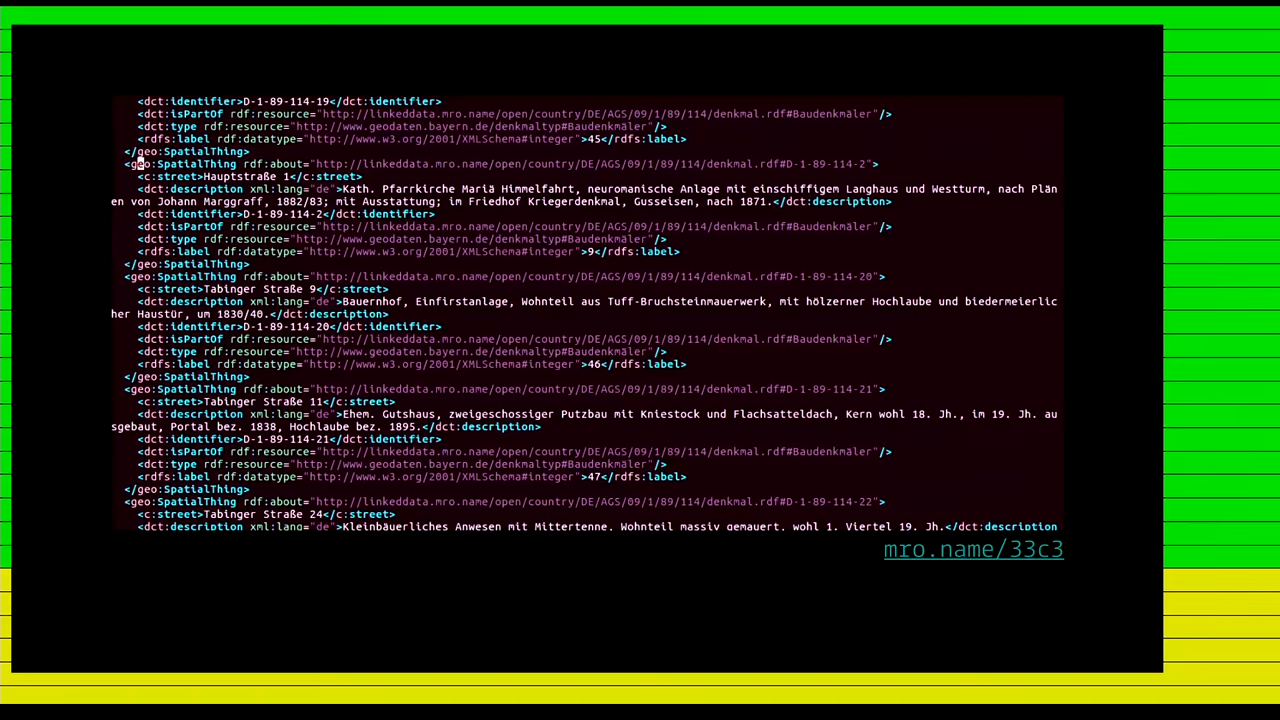 <dct:identifier>D-1-89-114-19</dct:identifier>
<dct:isPartOf rdf:resource="http://linkeddata.mro.name/open/country/DE/AGS/09/1/89/114/denkmal.rdf#Baudenkmäler"/>
<dct:type rdf:resource="http://www.geodaten.bayern.de/denkmaltyp#Baudenkmäler"/>
<rdfs:label rdf:datatype="http://www.w3.org/2001/XMLSchema#integer">45</rdfs:label>
</geo:SpatialThing>
<geo:SpatialThing rdf:about="http://linkeddata.mro.name/open/country/DE/AGS/09/1/89/114/denkmal.rdf#D-1-89-114-2">
<c:street>Hauptstraße 1</c:street>
<dct:description xml:lang="de">Kath. Pfarrkirche Mariä Himmelfahrt, neuromanische Anlage mit einschiffigem Langhaus und Westturm, nach Plän
en von Johann Marggraff, 1882/83; mit Ausstattung; im Friedhof Kriegerdenkmal, Gusseisen, nach 1871.</dct:description>
<dct:identifier>D-1-89-114-2</dct:identifier>
<dct:isPartOf rdf:resource="http://linkeddata.mro.name/open/country/DE/AGS/09/1/89/114/denkmal.rdf#Baudenkmäler"/>
<dct:type rdf:resource="http://www.geodaten.bayern.de/denkmaltyp#Baudenkmäler"/>
<rdfs:label rdf:datatype="http://www.w3.org/2001/XMLSchema#integer">9</rdfs:label>
</geo:SpatialThing>
<geo:SpatialThing rdf:about="http://linkeddata.mro.name/open/country/DE/AGS/09/1/89/114/denkmal.rdf#D-1-89-114-20">
<c:street>Tabinger Straße 9</c:street>
<dct:description xml:lang="de">Bauernhof, Einfirstanlage, Wohnteil aus Tuff-Bruchsteinmauerwerk, mit hölzerner Hochlaube und biedermeierlic
her Haustür, um 1830/40.</dct:description>
<dct:identifier>D-1-89-114-20</dct:identifier>
<dct:isPartOf rdf:resource="http://linkeddata.mro.name/open/country/DE/AGS/09/1/89/114/denkmal.rdf#Baudenkmäler"/>
<dct:type rdf:resource="http://www.geodaten.bayern.de/denkmaltyp#Baudenkmäler"/>
<rdfs:label rdf:datatype="http://www.w3.org/2001/XMLSchema#integer">46</rdfs:label>
</geo:SpatialThing>
<geo:SpatialThing rdf:about="http://linkeddata.mro.name/open/country/DE/AGS/09/1/89/114/denkmal.rdf#D-1-89-114-21">
<c:street>Tabinger Straße 11</c:street>
<dct:description xml:lang="de">Ehem. Gutshaus, zweigeschossiger Putzbau mit Kniestock und Flachsatteldach, Kern wohl 18. Jh., im 19. Jh. au
sgebaut, Portal bez. 1838, Hochlaube bez. 1895.</dct:description>
<dct:identifier>D-1-89-114-21</dct:identifier>
<dct:isPartOf rdf:resource="http://linkeddata.mro.name/open/country/DE/AGS/09/1/89/114/denkmal.rdf#Baudenkmäler"/>
<dct:type rdf:resource="http://www.geodaten.bayern.de/denkmaltyp#Baudenkmäler"/>
<rdfs:label rdf:datatype="http://www.w3.org/2001/XMLSchema#integer">47</rdfs:label>
</geo:SpatialThing>
<geo:SpatialThing rdf:about="http://linkeddata.mro.name/open/country/DE/AGS/09/1/89/114/denkmal.rdf#D-1-89-114-22">
<c:street>Tabinger Straße 24</c:street>
<dct:description xml:lang="de">Kleinbäuerliches Anwesen mit Mittertenne, Wohnteil massiv gemauert, wohl 1. Viertel 19. Jh.</dct:description
mro.name/33c3